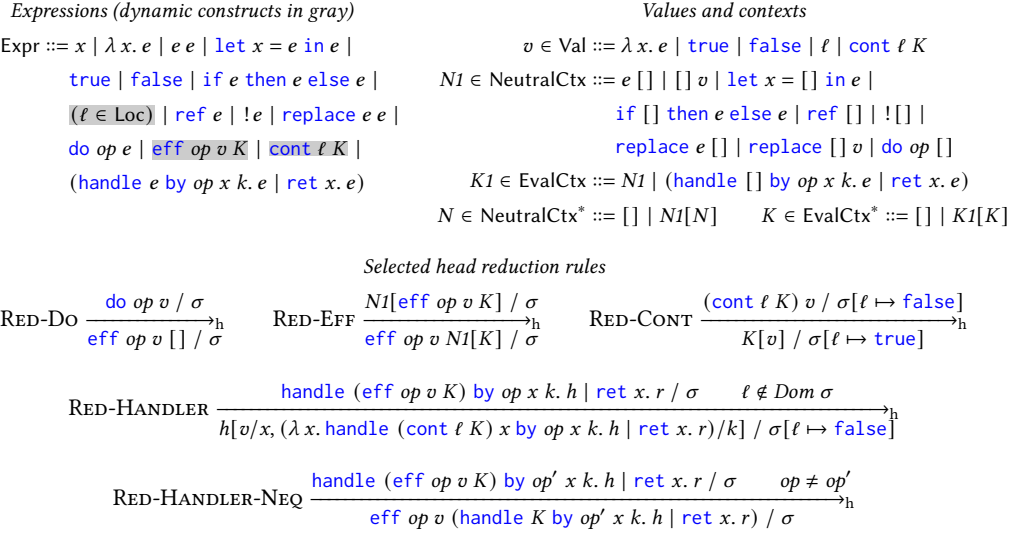 Expressions (dynamic constructs in gray)
Expr ::= x | λ x. e | e e | let x = e in e |
true | false | if e then e else e |
(ℓ ∈ Loc) | ref e | ! e | replace e e |
do op e | eff op v K | cont ℓ K |
(handle e by op x k. e | ret x. e)
Values and contexts
v ∈ Val ::= λ x. e | true | false | ℓ | cont ℓ K
N1 ∈ NeutralCtx ::= e [] | [] v | let x = [] in e |
if [] then e else e | ref [] | ! [] |
replace e [] | replace [] v | do op []
K1 ∈ EvalCtx ::= N1 | (handle [] by op x k. e | ret x. e)
N ∈ NeutralCtx* ::= [] | N1[N] K ∈ EvalCtx* ::= [] | K1[K]
Selected head reduction rules
Red-Do
do op v / σ
h
eff op v [] / σ
Red-Eff
N1[eff op v K] / σ
h
eff op v N1[K] / σ
Red-Cont
(cont ℓ K) v / σ[ℓ ↦ false]
h
K[v] / σ[ℓ ↦ true]
Red-Handler
handle (eff op v K) by op x k. h | ret x. r / σ ℓ ∉ Dom σ
h
h[v/x, (λ x. handle (cont ℓ K) x by op x k. h | ret x. r)/k] / σ[ℓ ↦ false]
Red-Handler-Neq
handle (eff op v K) by op′ x k. h | ret x. r / σ op ≠ op′
h
eff op v (handle K by op′ x k. h | ret x. r) / σ